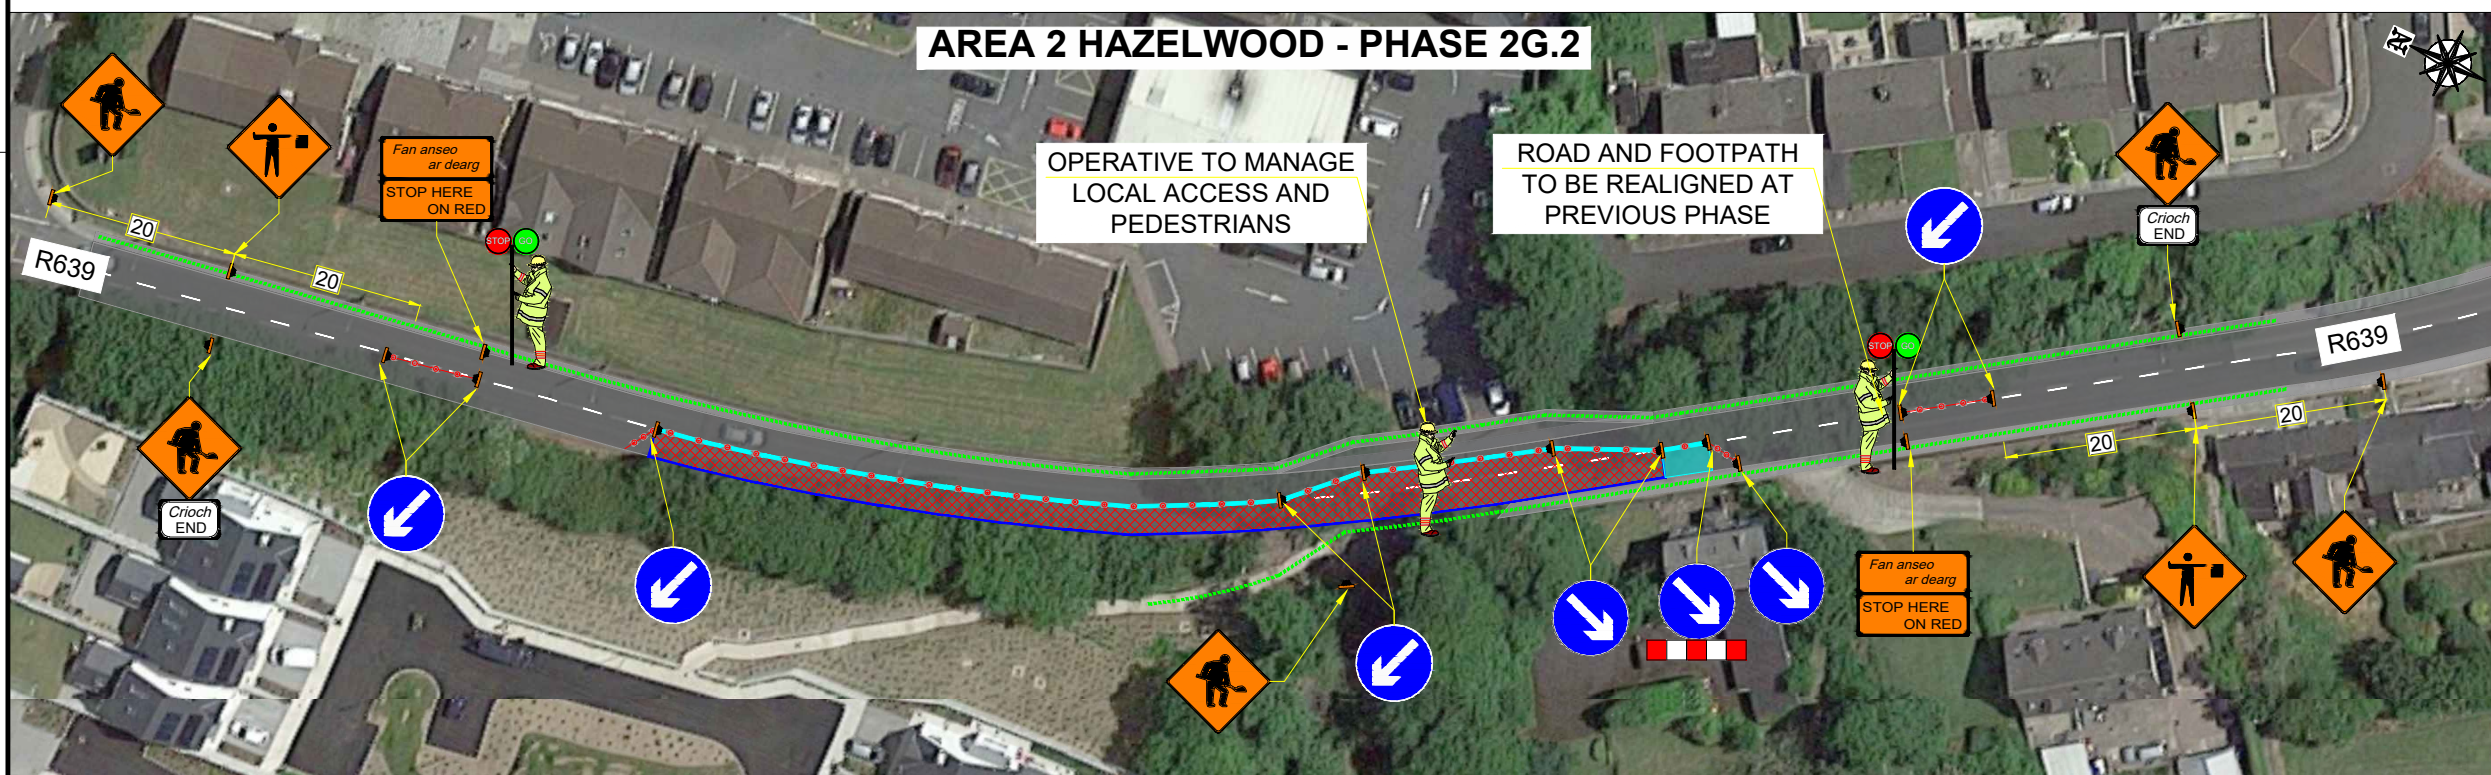 AREA 2 HAZELWOOD - PHASE 2G.2
N
OPERATIVE TO MANAGE
LOCAL ACCESS AND
PEDESTRIANS
ROAD AND FOOTPATH
TO BE REALIGNED AT
PREVIOUS PHASE
Fan anseo
ar dearg
STOP HERE
ON RED
STOP
GO
20
20
R639
Crioch
END
Crioch
END
STOP
GO
R639
20
20
Fan anseo
ar dearg
STOP HERE
ON RED